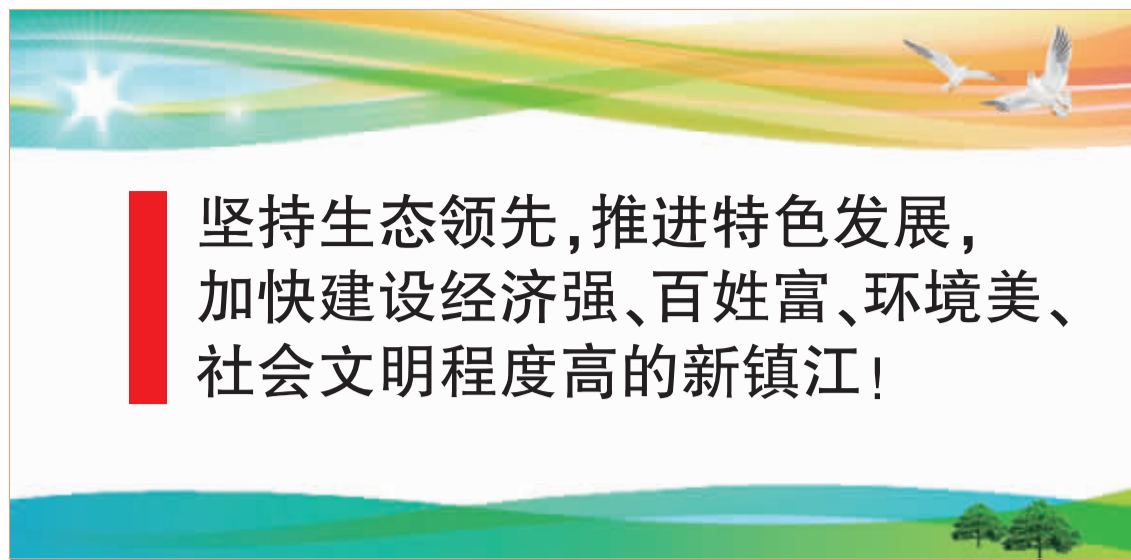 坚持生态领先,推进特色发展,
加快建设经济强、百姓富、环境美、
社会文明程度高的新镇江!